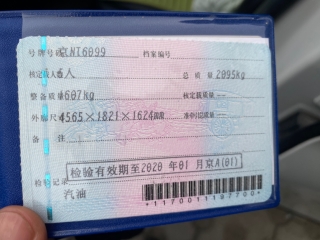 号牌号码 京N16099 档案编号
核定载人数 5人 总质量 2095kg
整备质量 1607kg 核定载质量 --
外廓尺寸 4565×1821×1624mm 准牵引总质量 --
备注
检验有效期至2020年01月京A(01)
检验记录
汽油